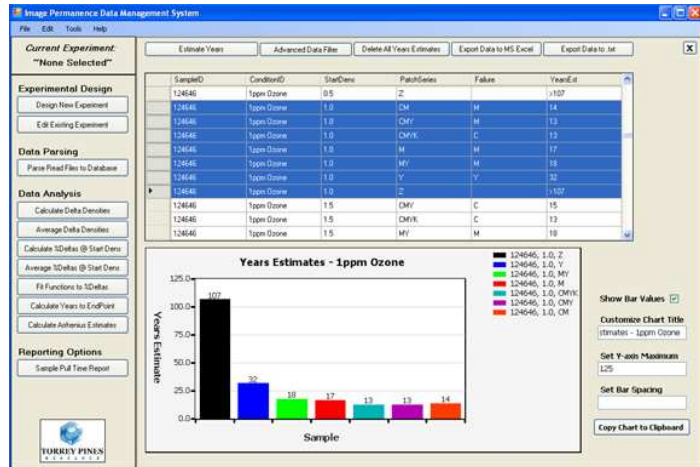 Image Permanence Data Management System
File Edit Tools Help
Current Experiment:
"None Selected"
Experimental Design
Design New Experiment
Edit Existing Experiment
Data Parsing
Parse Read Files to Database
Data Analysis
Calculate Delta Densities
Average Delta Densities
Calculate %Deltas @ Start Dens
Average %Deltas @ Start Dens
Fit Functions to %Deltas
Calculate Years to EndPoint
Calculate Arrhenius Estimates
Reporting Options
Sample Pull Time Report
TORREY PINES
RESEARCH
Estimate Years Advanced Data Filter Delete All Years Estimates Export Data to MS Excel Export Data to .txt X
SampleID ConditionID StartDens PatchSeries Failure YearsEst
124646 1ppm Ozone 0.5 Z >107
124646 1ppm Ozone 1.0 CM M 14
124646 1ppm Ozone 1.0 CMY M 13
124646 1ppm Ozone 1.0 CMYK C 13
124646 1ppm Ozone 1.0 M M 17
124646 1ppm Ozone 1.0 MY M 18
124646 1ppm Ozone 1.0 Y Y 32
124646 1ppm Ozone 1.0 Z >107
124646 1ppm Ozone 1.5 CMY C 15
124646 1ppm Ozone 1.5 CMYK C 13
124646 1ppm Ozone 1.5 MY M 18
Years Estimates - 1ppm Ozone
Years Estimate
125.0
100.0
75.0
50.0
25.0
0.0
107
32
18
17
13
13
14
Sample
124646, 1.0, Z
124646, 1.0, Y
124646, 1.0, MY
124646, 1.0, M
124646, 1.0, CMYK
124646, 1.0, CMY
124646, 1.0, CM
Show Bar Values
Customize Chart Title
stimates - 1ppm Ozone
Set Y-axis Maximum
125
Set Bar Spacing
Copy Chart to Clipboard